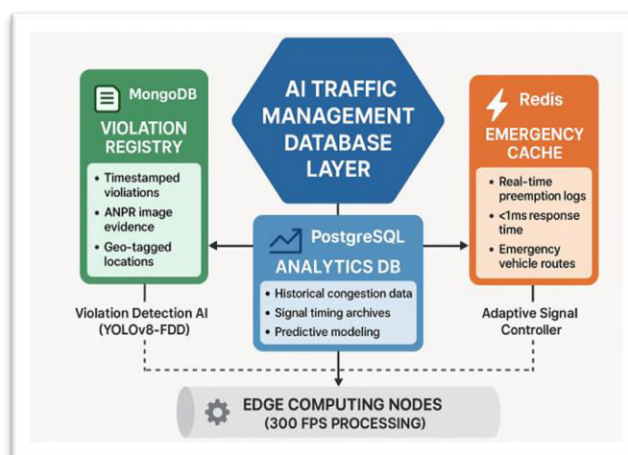 AI TRAFFIC
MANAGEMENT
DATABASE
LAYER
MongoDB
VIOLATION
REGISTRY
• Timestamped
violiations
• ANPR image
evidence
• Geo-tagged
locations
PostgreSQL
ANALYTICS DB
• Historical congestion data
• Signal timing archives
• Predictive modeling
Redis
EMERGENCY
CACHE
• Real-time
preemption logs
• <1ms response
time
• Emergency
vehicle routes
Violation Detection AI
(YOLOv8-FDD)
Adaptive Signal
Controller
EDGE COMPUTING NODES
(300 FPS PROCESSING)